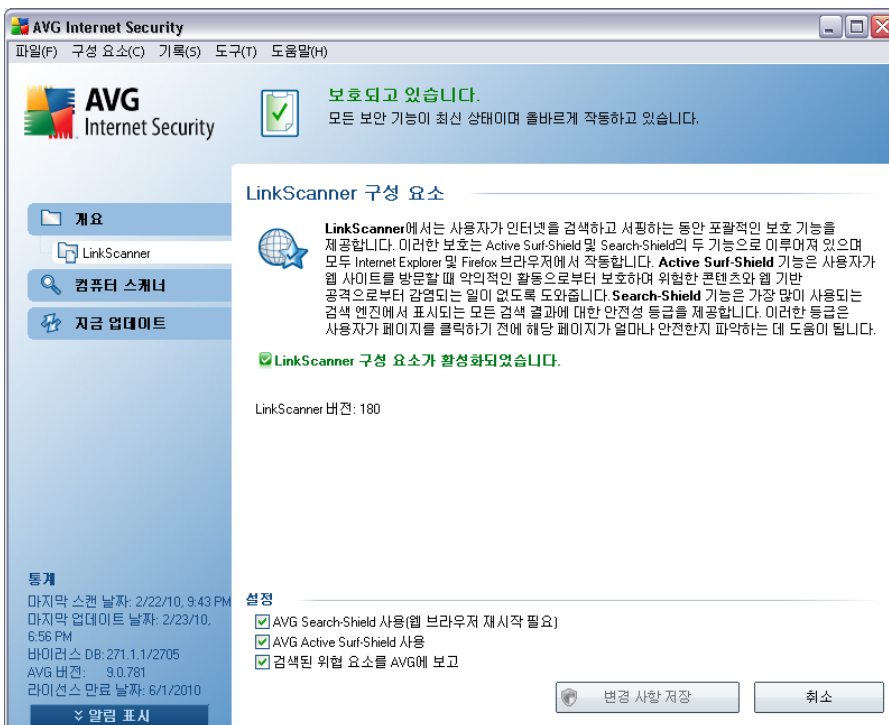 AVG Internet Security
파일(F) 구성 요소(C) 기록(S) 도구(T) 도움말(H)
AVG
Internet Security
보호되고 있습니다.
모든 보안 기능이 최신 상태이며 올바르게 작동하고 있습니다.
개요
LinkScanner
컴퓨터 스캐너
지금 업데이트
LinkScanner 구성 요소
LinkScanner에서는 사용자가 인터넷을 검색하고 서핑하는 동안 포괄적인 보호 기능을
제공합니다. 이러한 보호는 Active Surf-Shield 및 Search-Shield의 두 기능으로 이루어져 있으며
모두 Internet Explorer 및 Firefox 브라우저에서 작동합니다. Active Surf-Shield 기능은 사용자가
웹 사이트를 방문할 때 악의적인 활동으로부터 보호하며 위험한 콘텐츠와 웹 기반
공격으로부터 감염되는 일이 없도록 도와줍니다. Search-Shield 기능은 가장 많이 사용되는
검색 엔진에서 표시되는 모든 검색 결과에 대한 안전성 등급을 제공합니다. 이러한 등급은
사용자가 페이지를 클릭하기 전에 해당 페이지가 얼마나 안전한지 파악하는 데 도움이 됩니다.
LinkScanner 구성 요소가 활성화되었습니다.
LinkScanner 버전: 180
통계
마지막 스캔 날짜: 2/22/10, 9:43 PM
마지막 업데이트 날짜: 2/23/10,
6:56 PM
바이러스 DB: 271.1.1/2705
AVG 버전: 9.0.781
라이선스 만료 날짜: 6/1/2010
알림 표시
설정
AVG Search-Shield 사용(웹 브라우저 재시작 필요)
AVG Active Surf-Shield 사용
검색된 위협 요소를 AVG에 보고
변경 사항 저장
취소